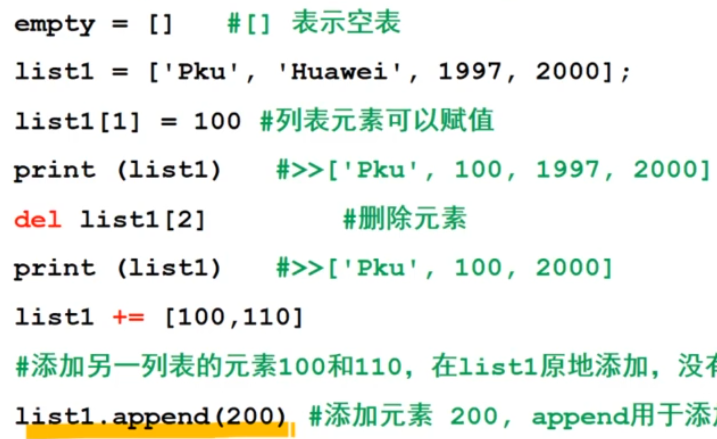 empty = [] #[] 表示空表
list1 = ['Pku', 'Huawei', 1997, 2000];
list1[1] = 100 #列表元素可以赋值
print (list1) #>>['Pku', 100, 1997, 2000]
del list1[2] #删除元素
print (list1) #>>['Pku', 100, 2000]
list1 += [100,110]
#添加另一列表的元素100和110，在list1原地添加，没有
list1.append(200) #添加元素 200, append用于添加